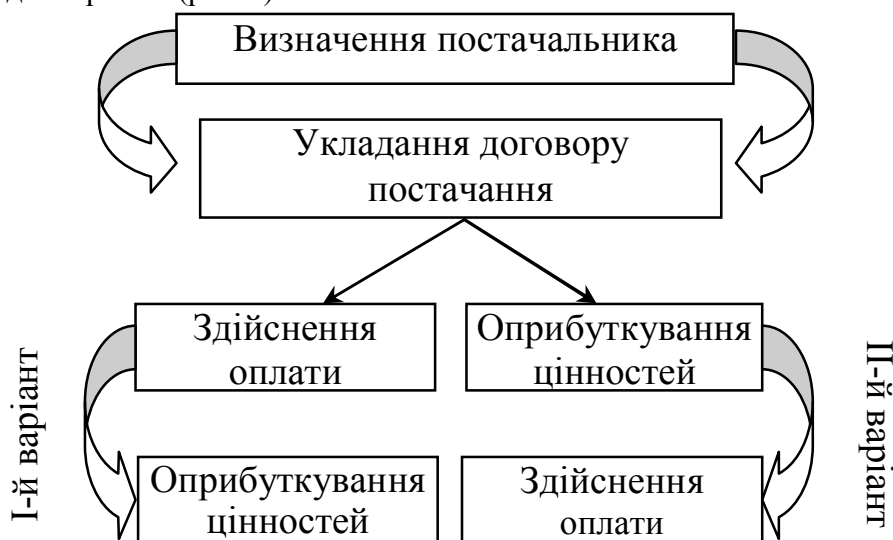 Визначення постачальника
Укладання договору
постачання
Здійснення
оплати
Оприбуткування
цінностей
І-й варіант
ІІ-й варіант
Оприбуткування
цінностей
Здійснення
оплати